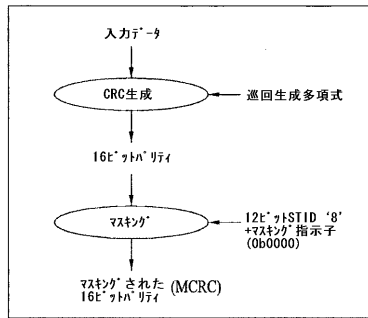 入力データ
CRC生成
巡回生成多項式
16ビットパリティ
マスキング
12ビットSTID ‘8’
+マスキング指示子
(0b0000)
マスキングされた
16ビットパリティ (MCRC)